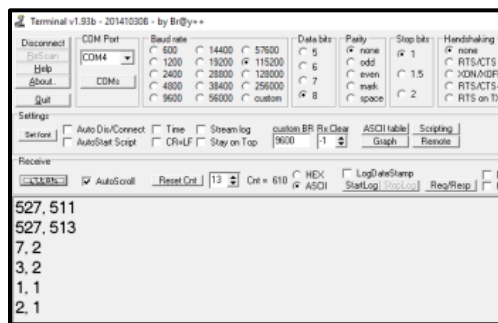 Terminal v1.93b - 20141030ß - by Br@y++
Disconnect
ReScan
Help
About..
Quit
COM Port
COM4
COMs
Baud rate
600 14400 57600
1200 19200 115200
2400 28800 128000
4800 38400 256000
9600 56000 custom
Data bits
5
6
7
8
Parity
none
odd
even
mark
space
Stop bits
1
1.5
2
Handshaking
none
RTS/CTS
XON/XOFF
RTS/CTS
RTS on TX
Settings
Set font
Auto Dis/Connect Time Stream log
AutoStart Script CR=LF Stay on Top
custom BR Rx Clear
9600 -1
ASCII table Scripting
Graph Remote
Receive
CLEAR
AutoScroll
Reset Cnt
13
Cnt = 610
HEX
ASCII
LogDateStamp
StartLog StopLog
Req/Resp
527, 511
527, 513
7, 2
3, 2
1, 1
2, 1